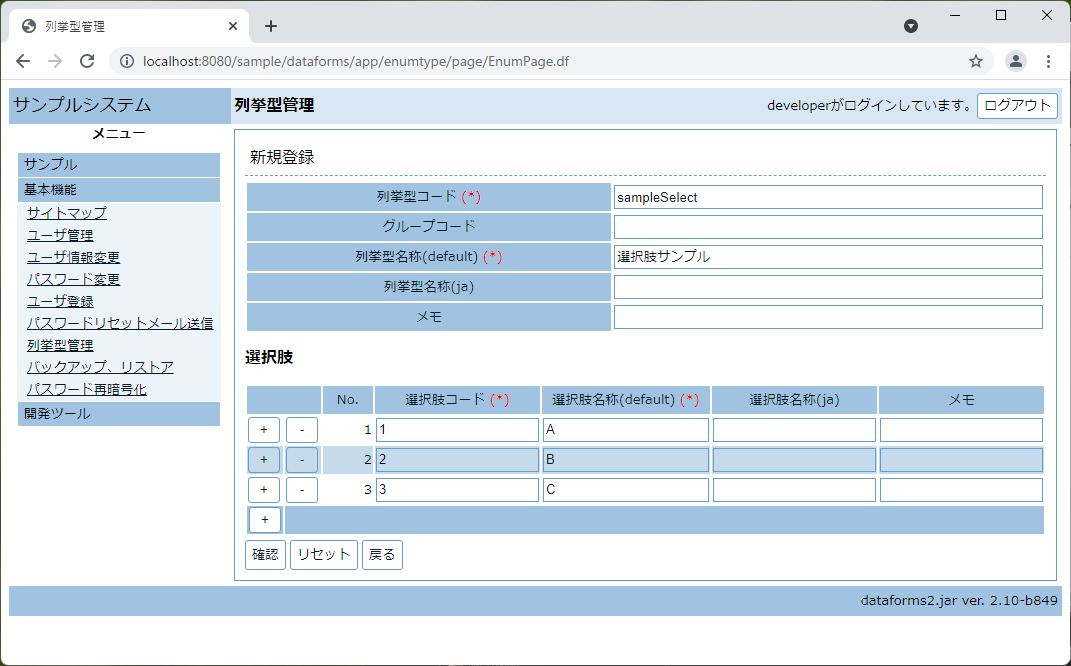 列挙型管理
localhost:8080/sample/dataforms/app/enumtype/page/EnumPage.df
サンプルシステム
列挙型管理
developerがログインしています。 ログアウト
メニュー
サンプル
基本機能
サイトマップ
ユーザ管理
ユーザ情報変更
パスワード変更
ユーザ登録
パスワードリセットメール送信
列挙型管理
バックアップ、リストア
パスワード再暗号化
開発ツール
新規登録
列挙型コード (*) sampleSelect
グループコード
列挙型名称(default) (*) 選択肢サンプル
列挙型名称(ja)
メモ
選択肢
No. 選択肢コード (*) 選択肢名称(default) (*) 選択肢名称(ja) メモ
+ - 1 1 A
+ - 2 2 B
+ - 3 3 C
+
確認 リセット 戻る
dataforms2.jar ver. 2.10-b849